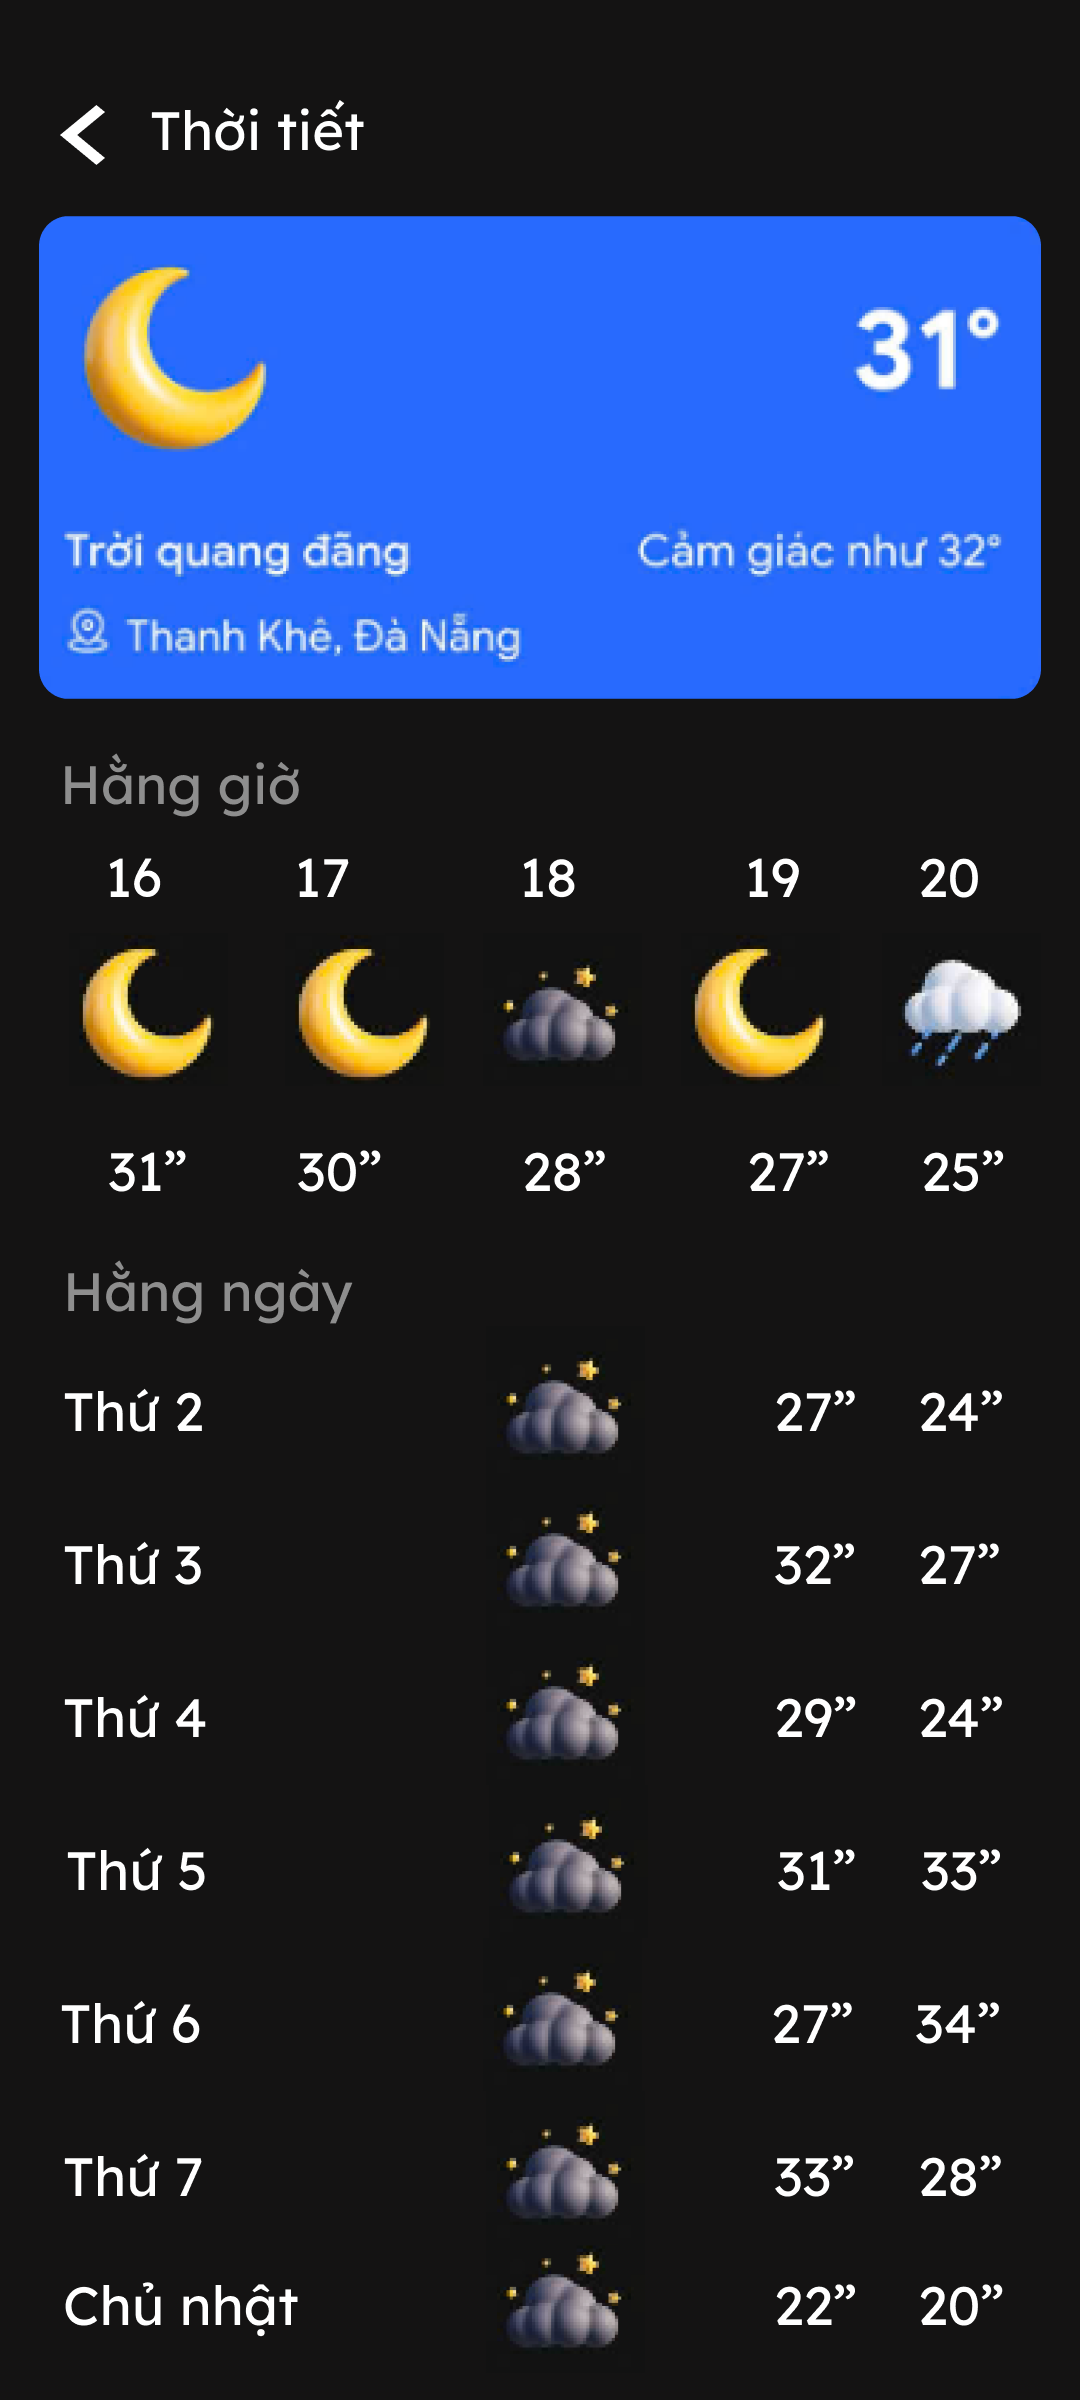 Thời tiết
31°
Trời quang đãng Cảm giác như 32°
Thanh Khê, Đà Nẵng
Hằng giờ
16 17 18 19 20
31” 30” 28” 27” 25”
Hằng ngày
Thứ 2 27” 24”
Thứ 3 32” 27”
Thứ 4 29” 24”
Thứ 5 31” 33”
Thứ 6 27” 34”
Thứ 7 33” 28”
Chủ nhật 22” 20”